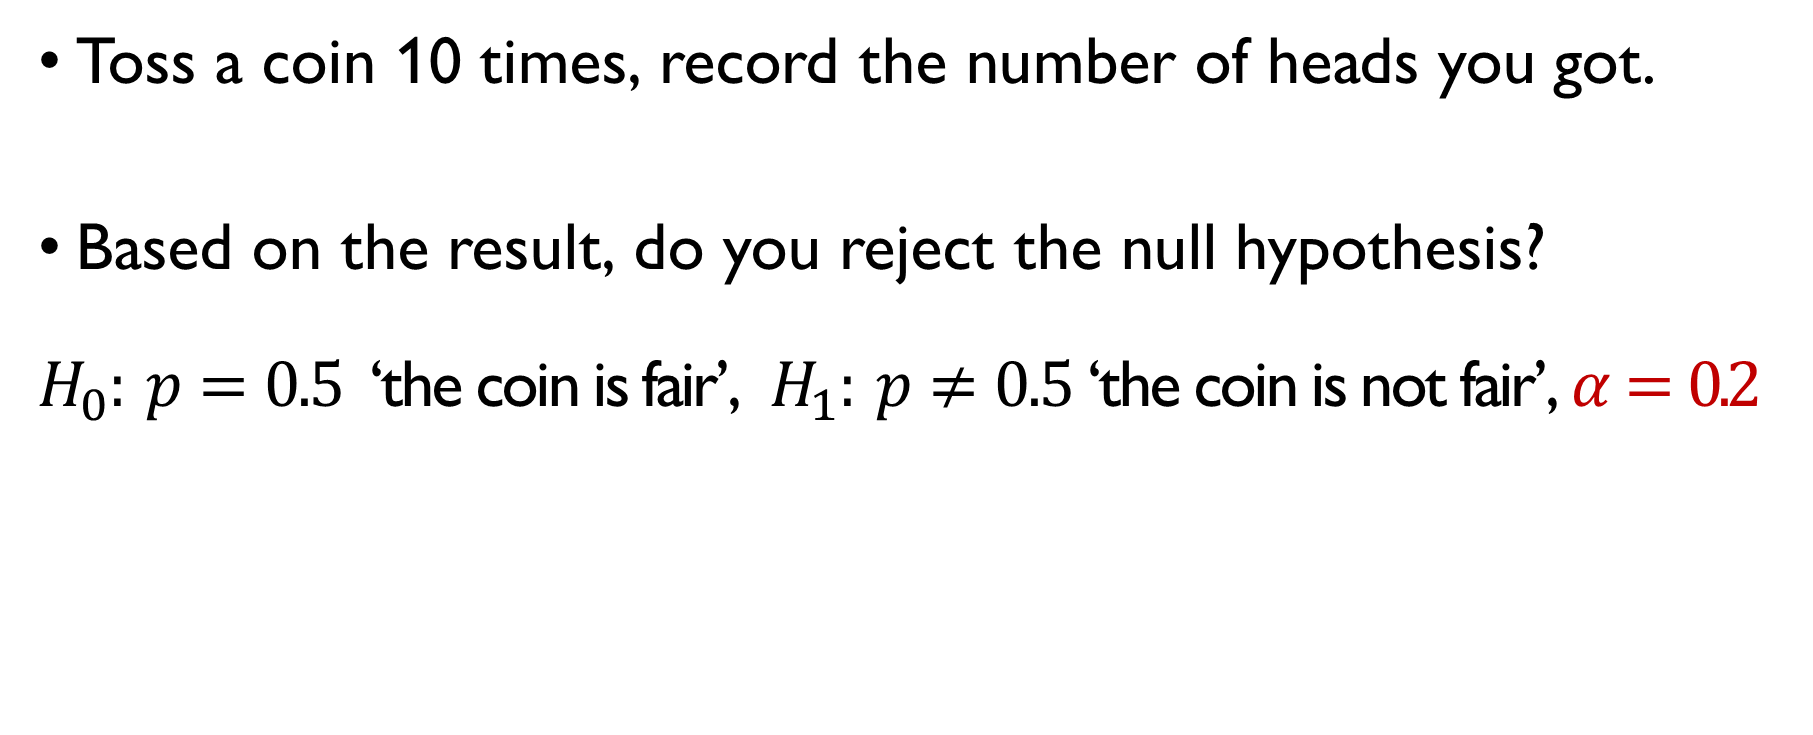 • Toss a coin 10 times, record the number of heads you got.
• Based on the result, do you reject the null hypothesis?
H₀: p = 0.5 ‘the coin is fair’, H₁: p ≠ 0.5 ‘the coin is not fair’, α = 0.2